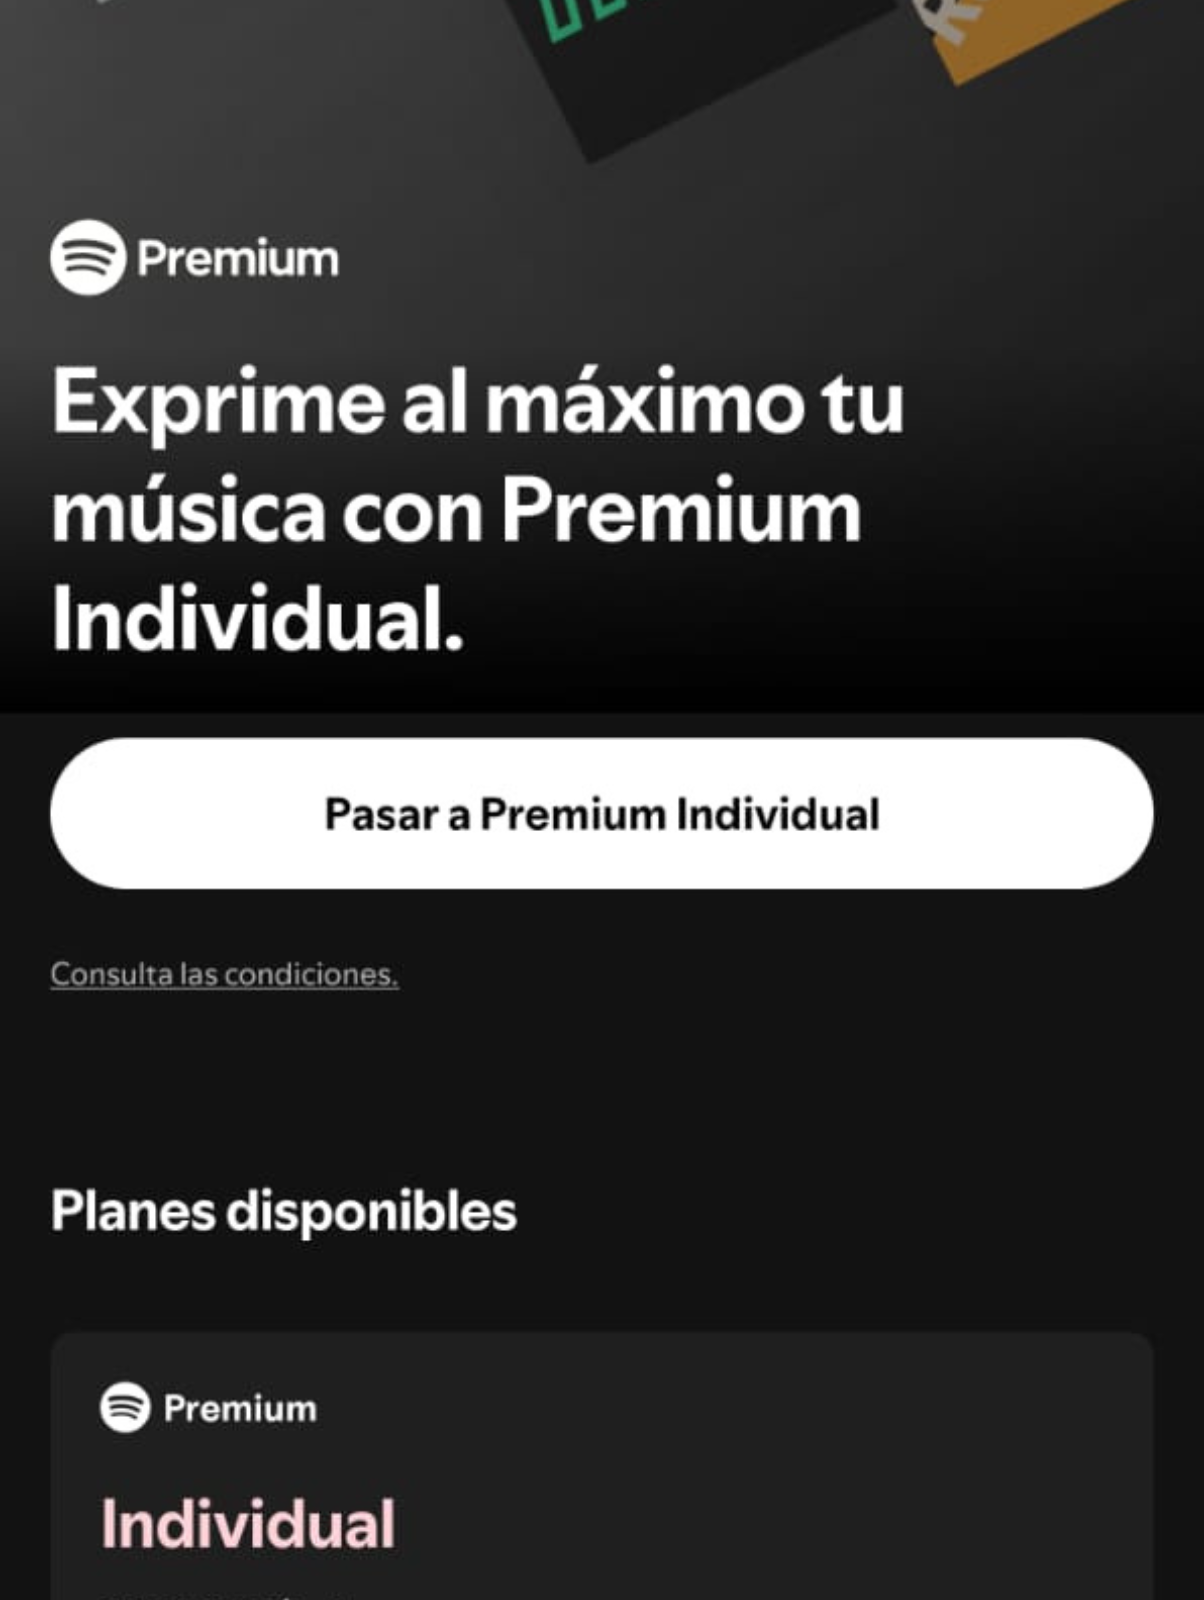 Premium
Exprime al máximo tu
música con Premium
Individual.
Pasar a Premium Individual
Consulta las condiciones.
Planes disponibles
Premium
Individual